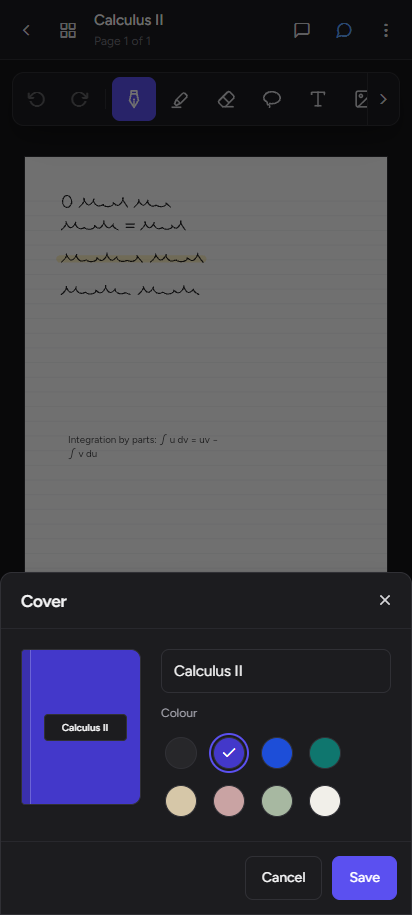 Calculus II
Page 1 of 1
Integration by parts: ∫ u dv = uv −
∫ v du
Cover
Calculus II
Calculus II
Colour
Cancel
Save